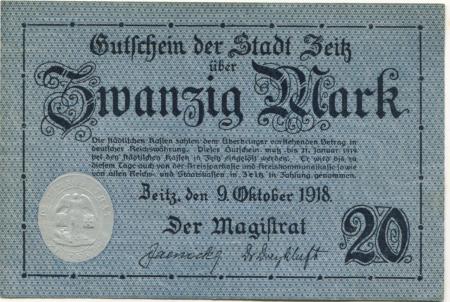 Gutschein der Stadt Zeitz
über
Zwanzig Mark
Die städtischen Kassen zahlen dem Überbringer vorstehenden Betrag in
deutscher Reichswährung. Dieser Gutschein muß bis 31. Januar 1919
bei den städtischen Kassen in Zeitz eingelöst werden. Er wird bis zu
diesem Tage auch von der Kreissparkasse und Kreiskommunalkasse sowie
von allen Reichs- und Staatskassen in Zeitz in Zahlung genommen.
Zeitz, den 9. Oktober 1918.
Der Magistrat
20